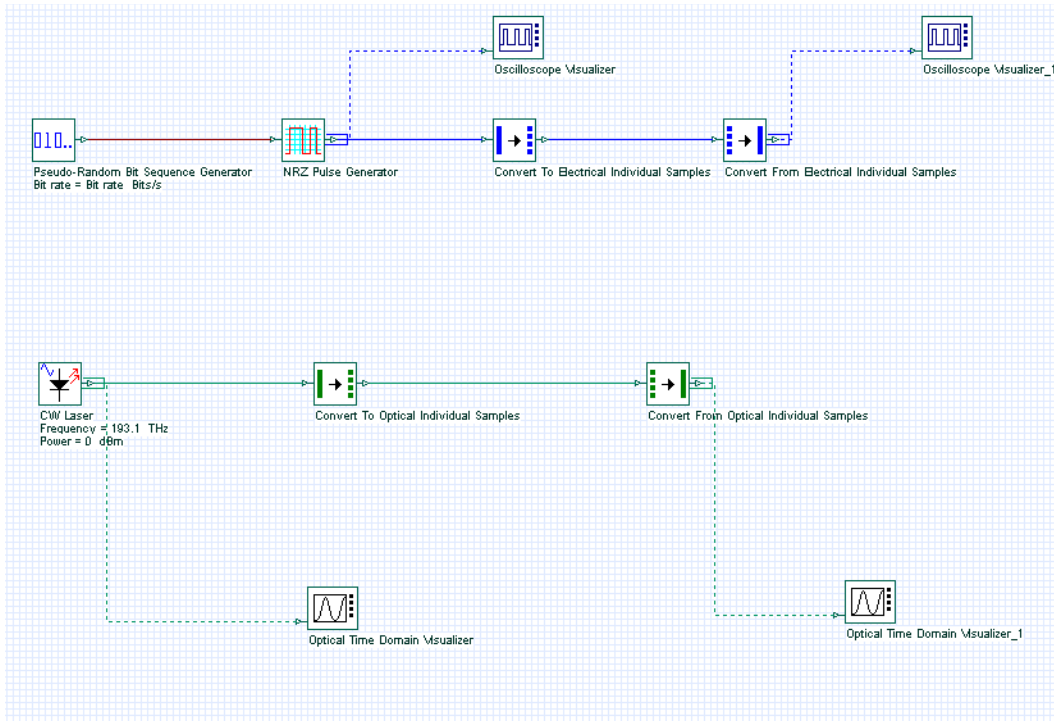 Oscilloscope Visualizer
Oscilloscope Visualizer_1
010..
Pseudo-Random Bit Sequence Generator
Bit rate = Bit rate Bits/s
NRZ Pulse Generator
Convert To Electrical Individual Samples
Convert From Electrical Individual Samples
CW Laser
Frequency = 193.1 THz
Power = 0 dBm
Convert To Optical Individual Samples
Convert From Optical Individual Samples
Optical Time Domain Visualizer
Optical Time Domain Visualizer_1